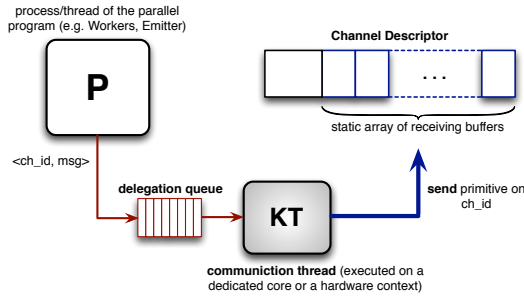 process/thread of the parallel
program (e.g. Workers, Emitter)
P
Channel Descriptor
. . .
static array of receiving buffers
<ch_id, msg>
delegation queue
KT
send primitive on
ch_id
communiction thread (executed on a
dedicated core or a hardware context)